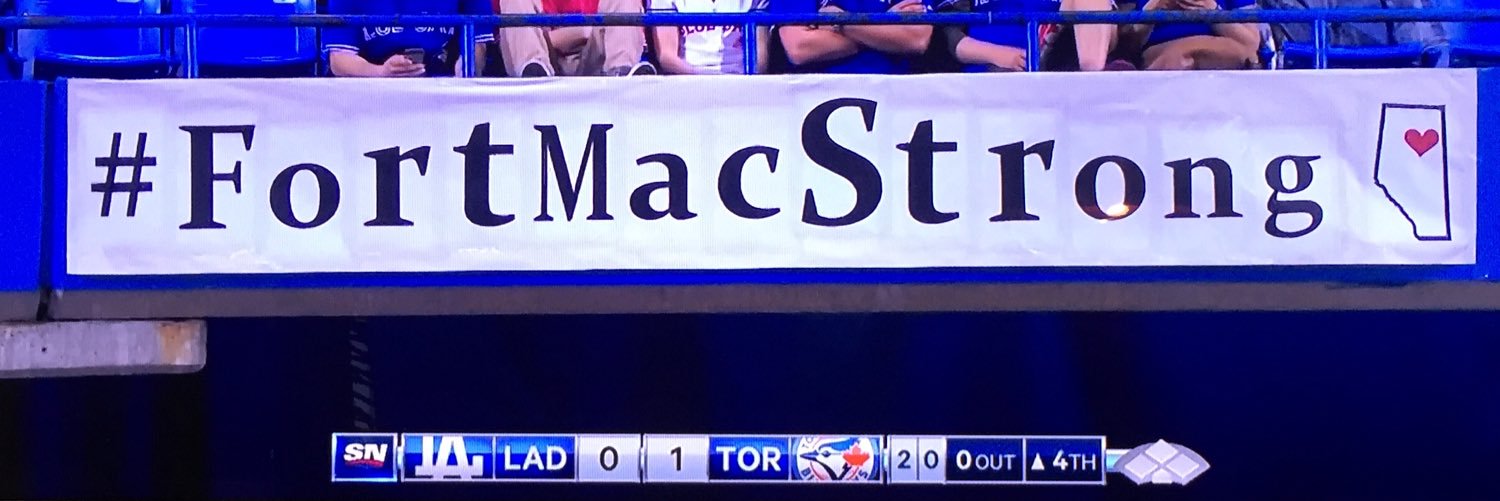 #FortMacStrong
SN LA LAD 0 1 TOR 2 0 0 OUT ▲ 4TH